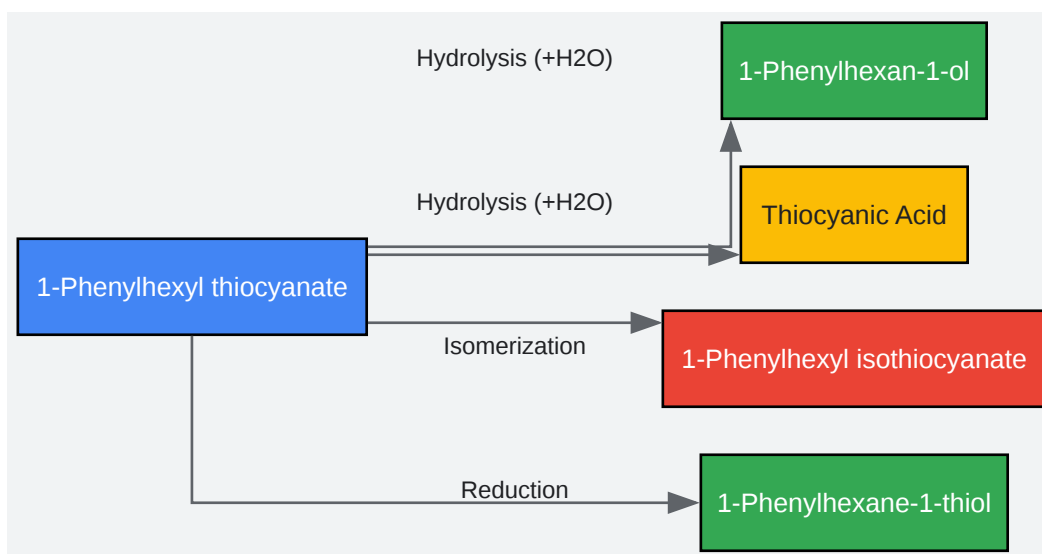 Hydrolysis (+H2O)
1-Phenylhexan-1-ol
Hydrolysis (+H2O)
Thiocyanic Acid
1-Phenylhexyl thiocyanate
Isomerization
1-Phenylhexyl isothiocyanate
Reduction
1-Phenylhexane-1-thiol